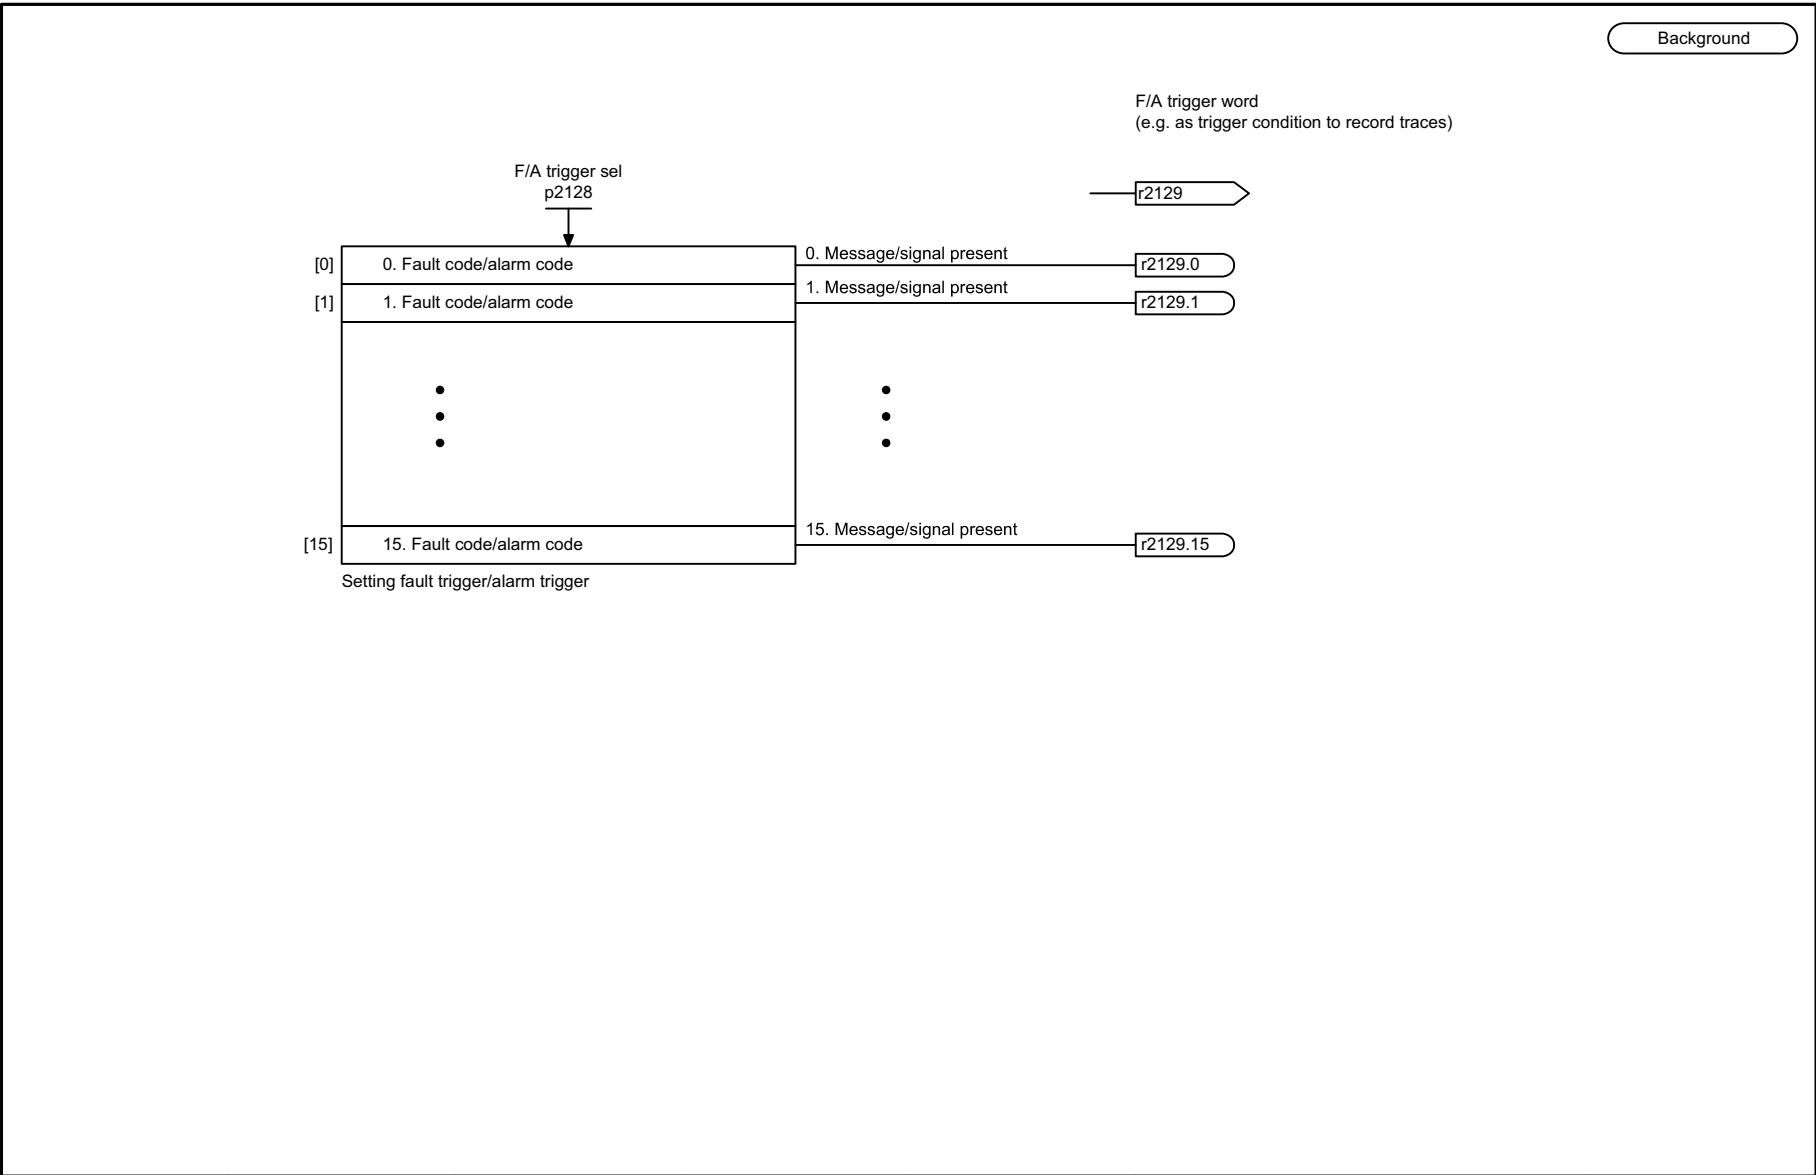 Background
F/A trigger word
(e.g. as trigger condition to record traces)
F/A trigger sel
p2128
r2129
[0] 0. Fault code/alarm code 0. Message/signal present r2129.0
[1] 1. Fault code/alarm code 1. Message/signal present r2129.1
[15] 15. Fault code/alarm code 15. Message/signal present r2129.15
Setting fault trigger/alarm trigger